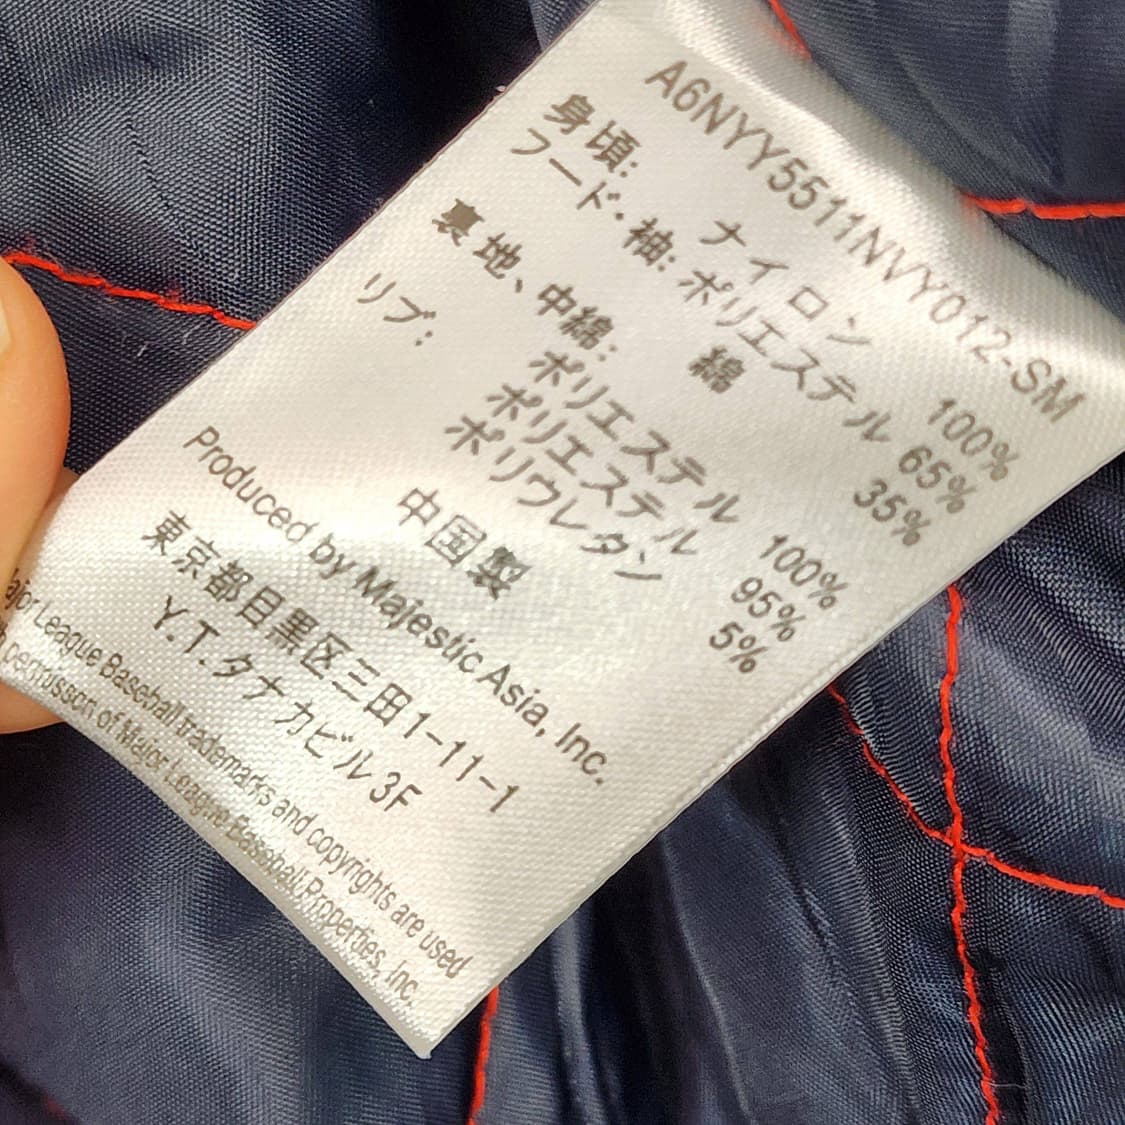 A6NYY5511NVY012-SM
身頃: ナイロン 100%
フード・袖: ポリエステル 65%
綿 35%
裏地、中綿: ポリエステル 100%
リブ: ポリエステル 95%
ポリウレタン 5%
中国製
Produced by Majestic Asia, Inc.
東京都目黒区三田1-11-1
Y.T.タナカビル3F
ajor League Baseball trademarks and copyrights are used
permission of Major League Baseball Properties, Inc.